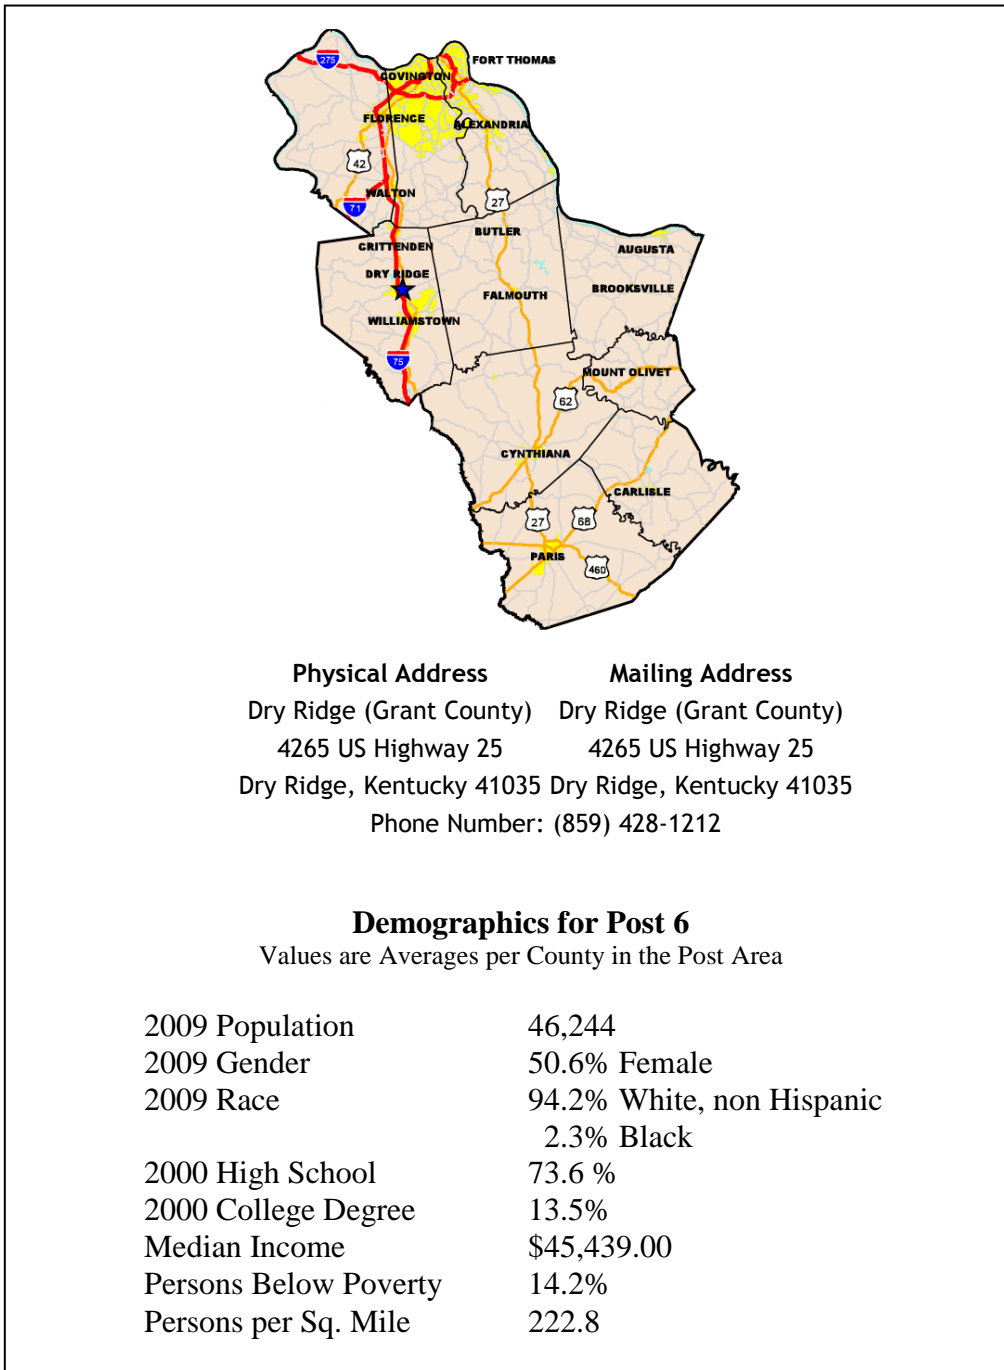 275
FORT THOMAS
COVINGTON
FLORENCE
ALEXANDRIA
42
WALTON
71
27
BUTLER
CRITTENDEN
AUGUSTA
DRY RIDGE
BROOKSVILLE
FALMOUTH
WILLIAMSTOWN
75
MOUNT OLIVET
62
CYNTHIANA
CARLISLE
27
68
PARIS
460
Physical Address Mailing Address
Dry Ridge (Grant County) Dry Ridge (Grant County)
4265 US Highway 25 4265 US Highway 25
Dry Ridge, Kentucky 41035 Dry Ridge, Kentucky 41035
Phone Number: (859) 428-1212
Demographics for Post 6
Values are Averages per County in the Post Area
2009 Population 46,244
2009 Gender 50.6% Female
2009 Race 94.2% White, non Hispanic
2.3% Black
2000 High School 73.6 %
2000 College Degree 13.5%
Median Income $45,439.00
Persons Below Poverty 14.2%
Persons per Sq. Mile 222.8